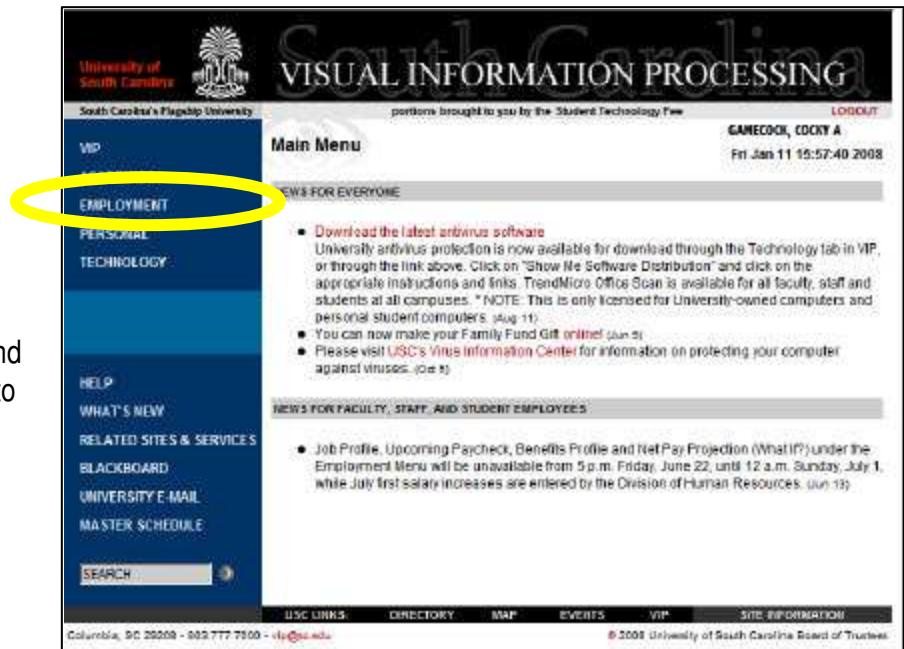 University of
South Carolina
South Carolina
VISUAL INFORMATION PROCESSING
South Carolina's Flagship University
portions brought to you by the Student Technology Fee
LOGOUT
Main Menu
GAMECOCK, COCKY A
Fri Jan 11 15:57:40 2008
VIP
EMPLOYMENT
PERSONAL
TECHNOLOGY
nd
to
HELP
WHAT'S NEW
RELATED SITES & SERVICES
BLACKBOARD
UNIVERSITY E-MAIL
MASTER SCHEDULE
SEARCH
NEWS FOR EVERYONE
● Download the latest antivirus software
University antivirus protection is now available for download through the Technology tab in VIP,
or through the link above. Click on "Show Me Software Distribution" and click on the
appropriate instructions and links. TrendMicro Office Scan is available for all faculty, staff and
students at all campuses. * NOTE: This is only licensed for University-owned computers and
personal student computers. (Aug 11)
● You can now make your Family Fund Gift online! (Jun 5)
● Please visit USC's Virus Information Center for information on protecting your computer
against viruses. (Oct 5)
NEWS FOR FACULTY, STAFF, AND STUDENT EMPLOYEES
● Job Profile, Upcoming Paycheck, Benefits Profile and Net Pay Projection (What If?) under the
Employment Menu will be unavailable from 5 p.m. Friday, June 22, until 12 a.m. Sunday, July 1,
while July first salary increases are entered by the Division of Human Resources. (Jun 13)
USC LINKS: DIRECTORY MAP EVENTS VIP SITE INFORMATION
Columbia, SC 29208 - 803.777.7000 - vip@sc.edu
© 2008 University of South Carolina Board of Trustees